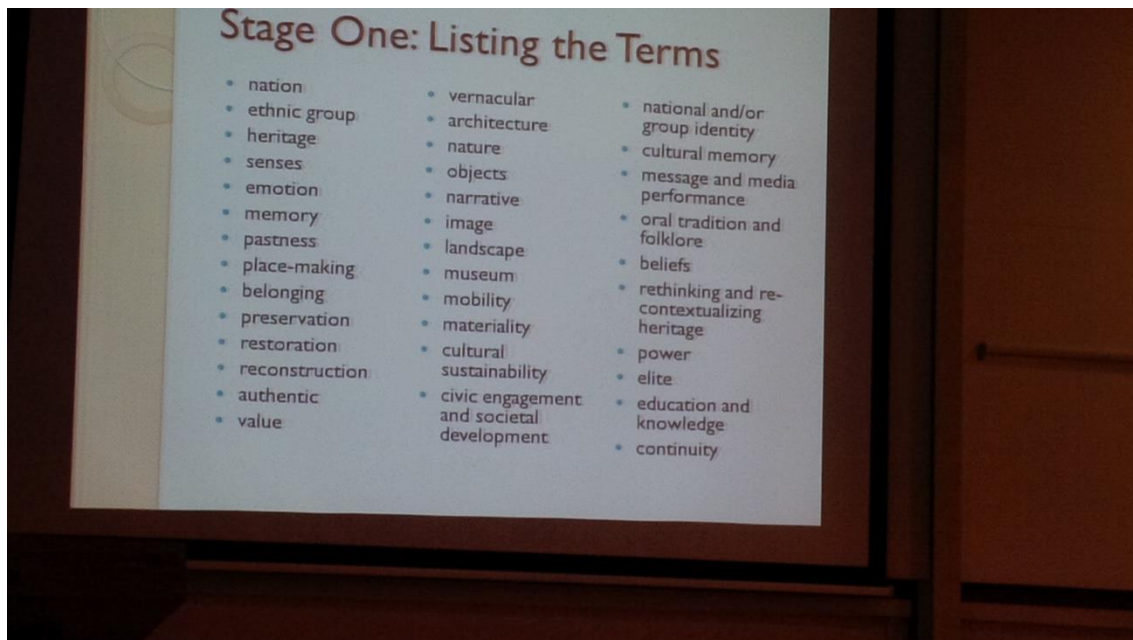 Stage One: Listing the Terms
• nation
• ethnic group
• heritage
• senses
• emotion
• memory
• pastness
• place-making
• belonging
• preservation
• restoration
• reconstruction
• authentic
• value
• vernacular
• architecture
• nature
• objects
• narrative
• image
• landscape
• museum
• mobility
• materiality
• cultural
sustainability
• civic engagement
and societal
development
• national and/or
group identity
• cultural memory
• message and media
performance
• oral tradition and
folklore
• beliefs
• rethinking and re-
contextualizing
heritage
• power
• elite
• education and
knowledge
• continuity